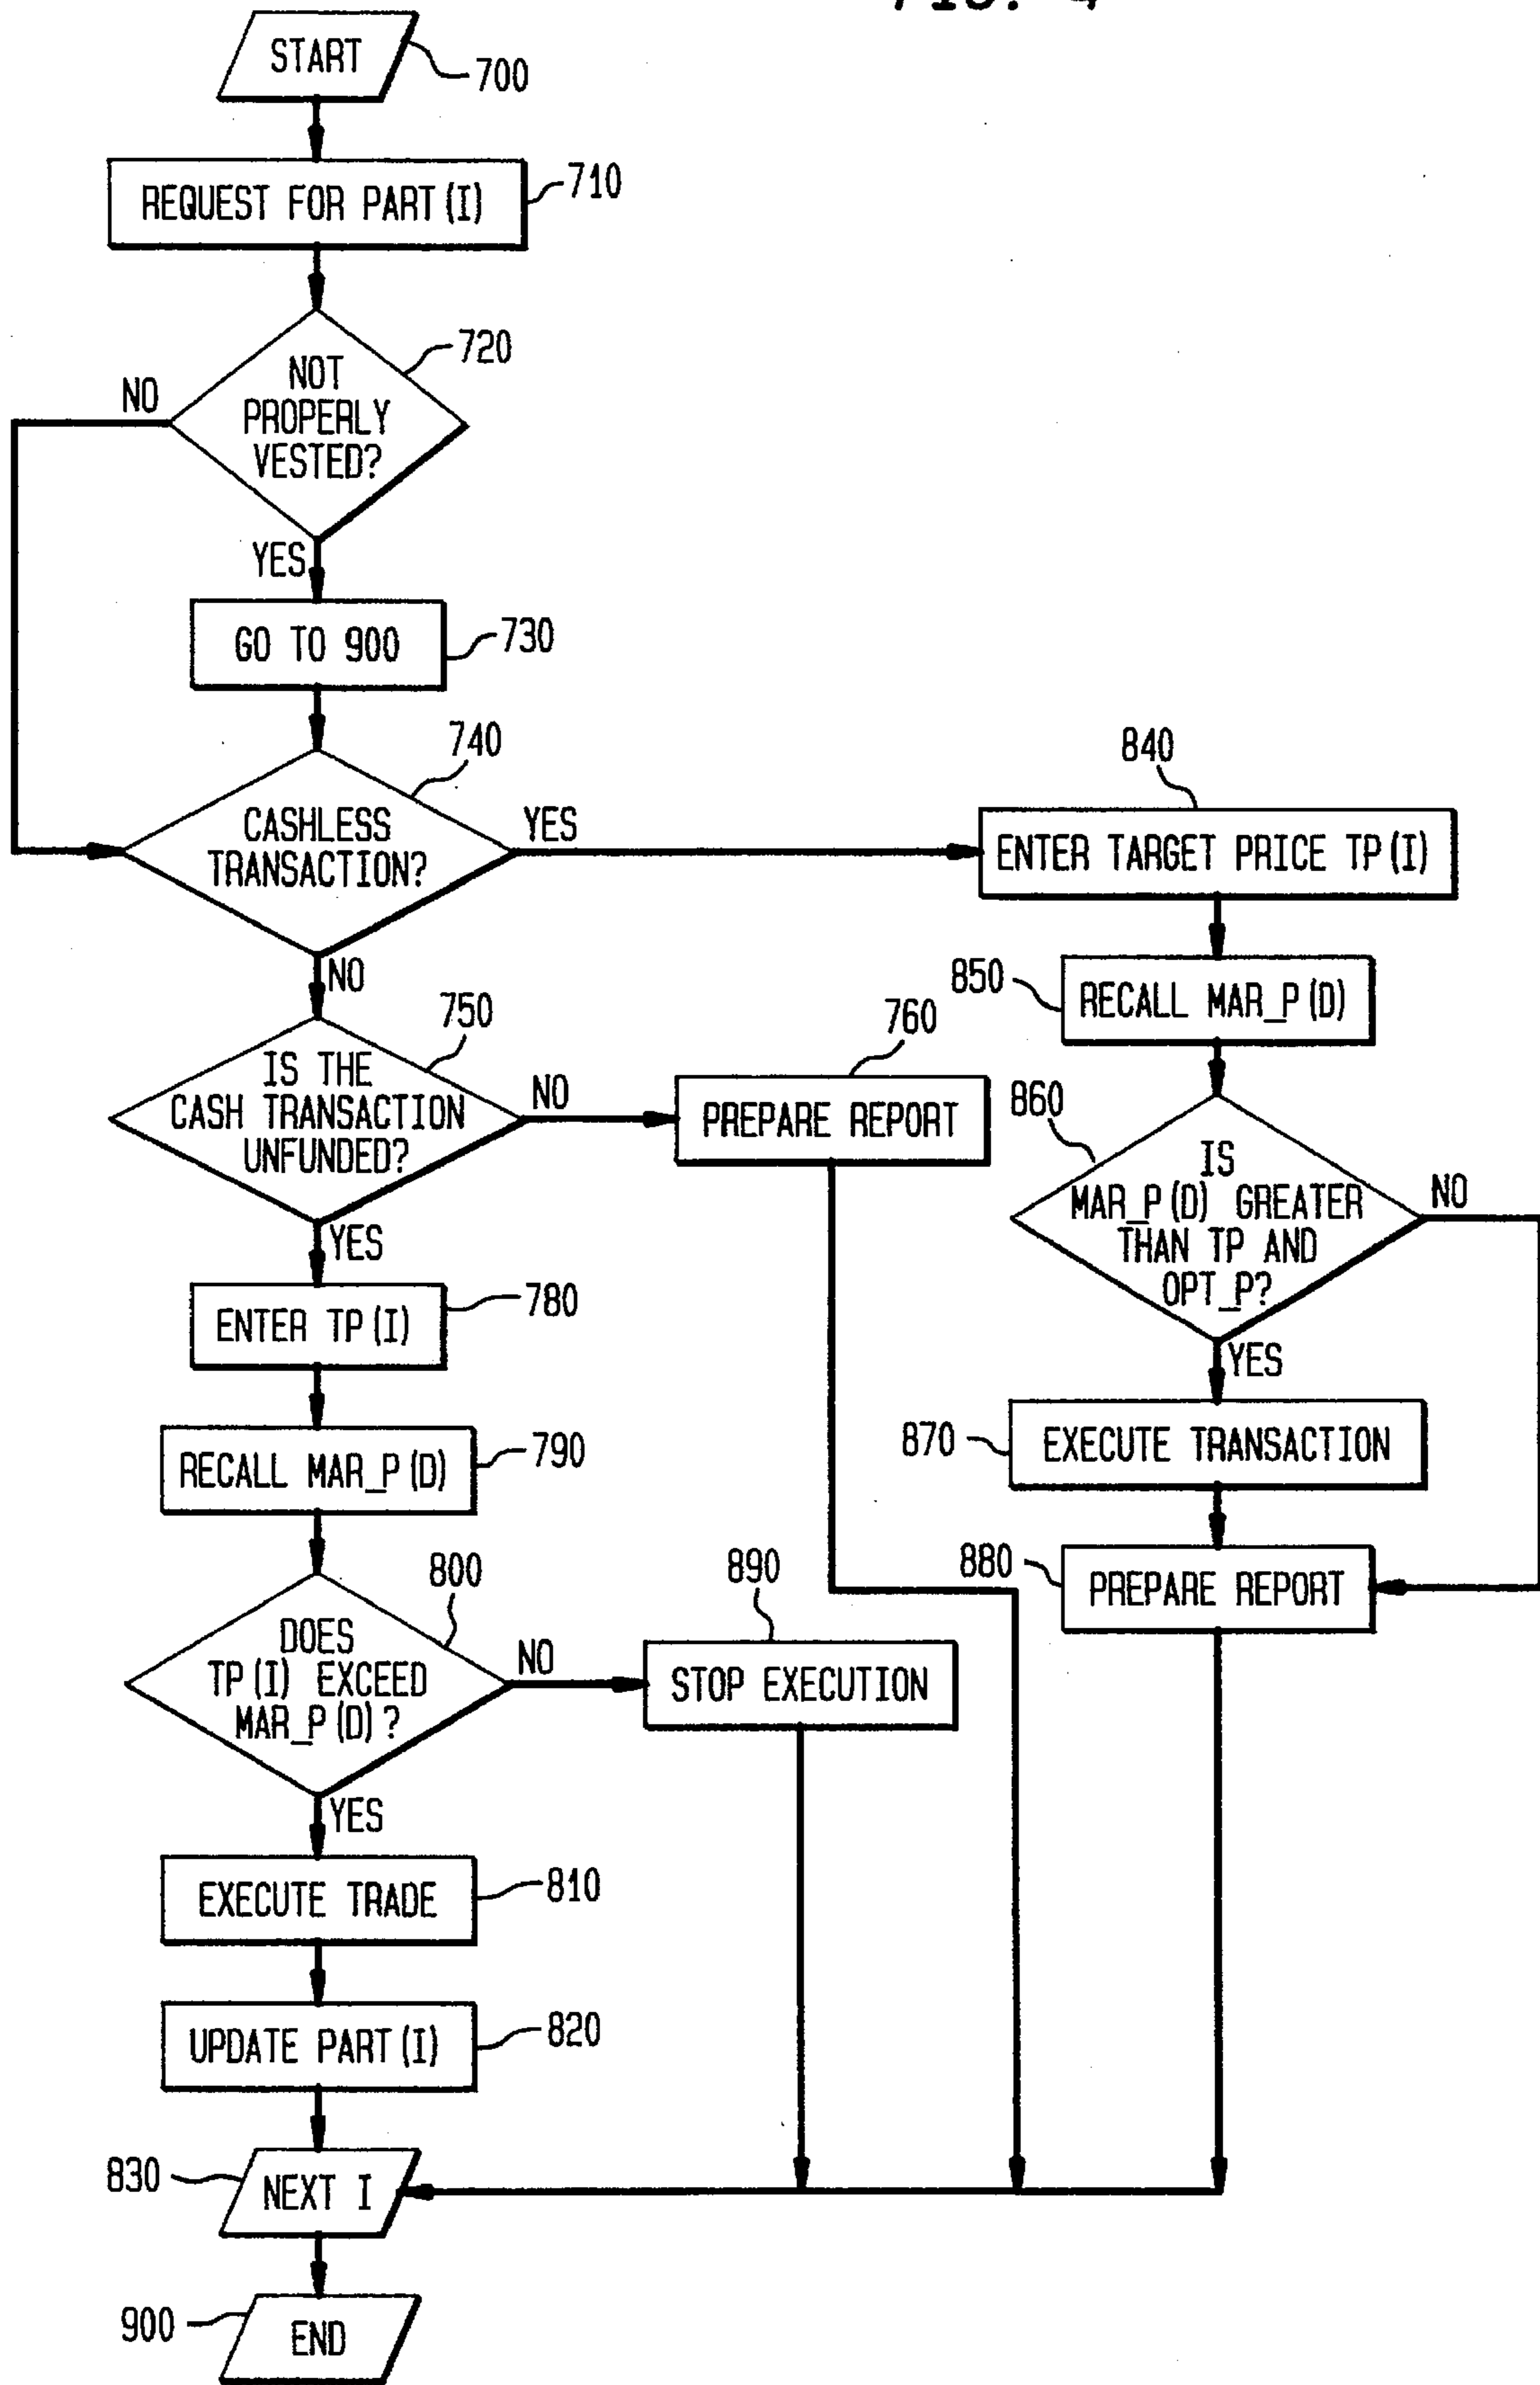 FIG. 4
START
700
REQUEST FOR PART(I)
710
720
NOT
PROPERLY
VESTED?
NO
YES
GO TO 900
730
740
CASHLESS
TRANSACTION?
YES
NO
840
ENTER TARGET PRICE TP(I)
850
RECALL MAR_P(D)
750
IS THE
CASH TRANSACTION
UNFUNDED?
NO
YES
760
PREPARE REPORT
860
IS
MAR_P(D) GREATER
THAN TP AND
OPT_P?
NO
YES
ENTER TP(I)
780
870
EXECUTE TRANSACTION
RECALL MAR_P(D)
790
880
PREPARE REPORT
800
DOES
TP(I) EXCEED
MAR_P(D)?
NO
YES
890
STOP EXECUTION
EXECUTE TRADE
810
UPDATE PART(I)
820
830
NEXT I
900
END